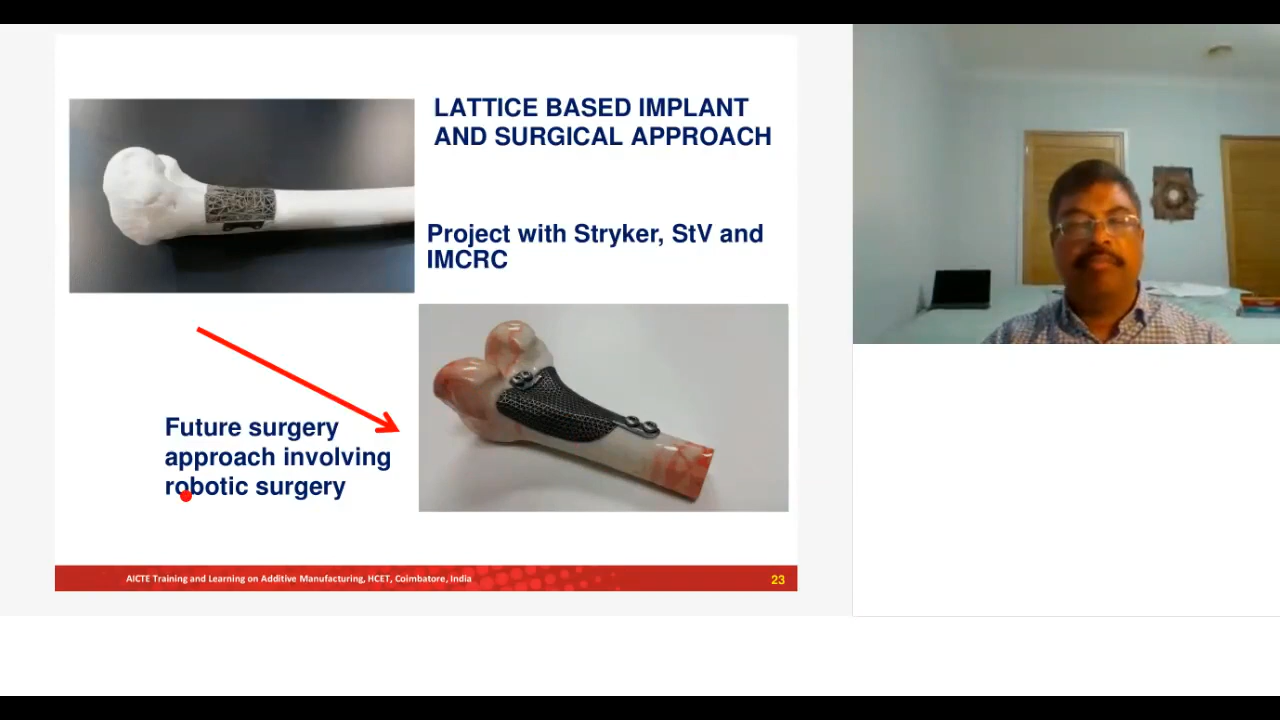 LATTICE BASED IMPLANT
AND SURGICAL APPROACH
Project with Stryker, StV and
IMCRC
Future surgery
approach involving
robotic surgery
AICTE Training and Learning on Additive Manufacturing, HCET, Coimbatore, India
23